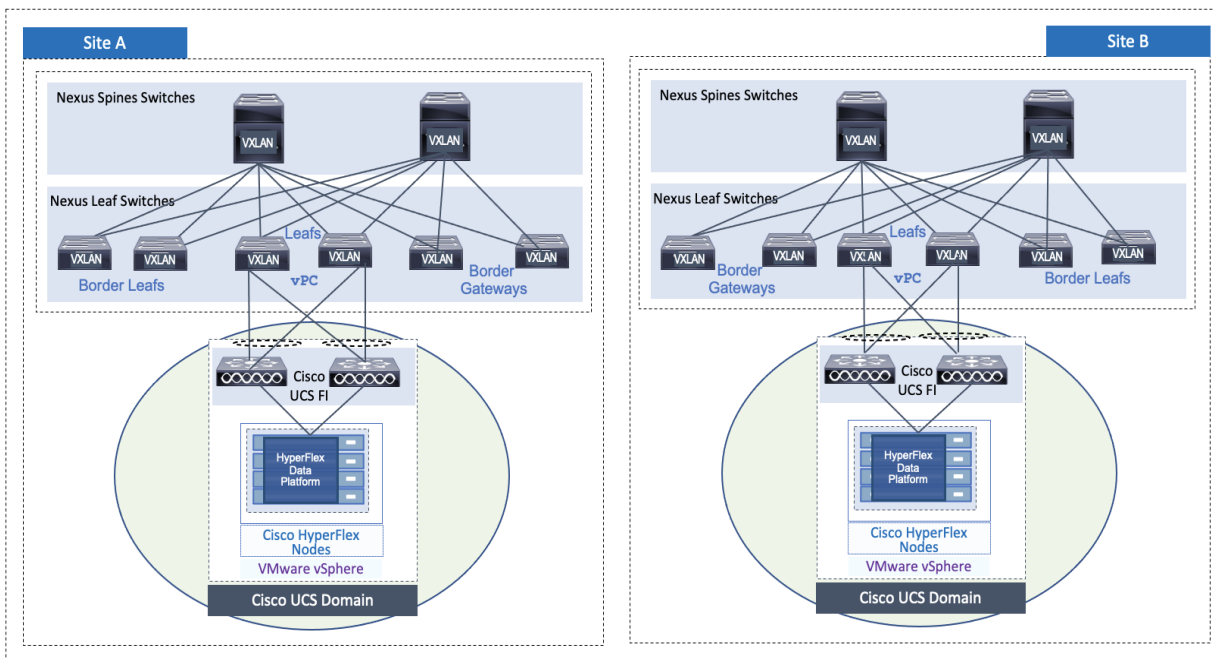 Site A
Nexus Spines Switches
VXLAN
VXLAN
Nexus Leaf Switches
Leafs
VXLAN
VXLAN
VXLAN
VXLAN
VXLAN
VXLAN
Border Leafs
vPC
Border
Gateways
Cisco
UCS FI
HyperFlex
Data
Platform
Cisco HyperFlex
Nodes
VMware vSphere
Cisco UCS Domain
Site B
Nexus Spines Switches
VXLAN
VXLAN
Nexus Leaf Switches
Leafs
VXLAN
VXLAN
VXLAN
VXLAN
VXLAN
VXLAN
Border
Gateways
vPC
Border Leafs
Cisco
UCS FI
HyperFlex
Data
Platform
Cisco HyperFlex
Nodes
VMware vSphere
Cisco UCS Domain